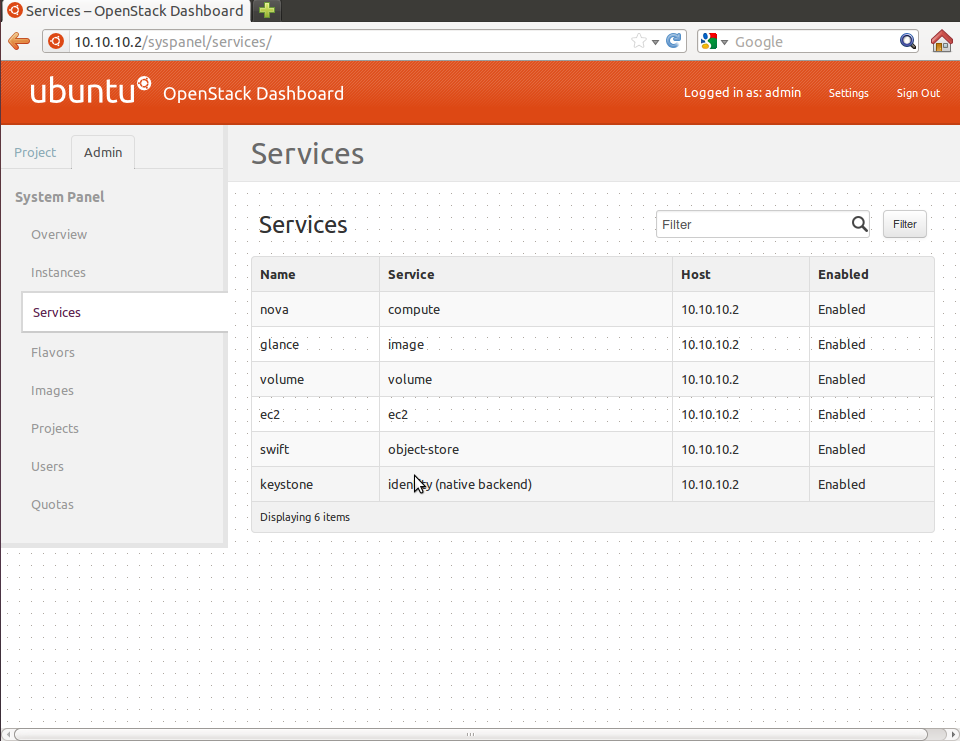 Services – OpenStack Dashboard
10.10.10.2/syspanel/services/
Google
ubuntu OpenStack Dashboard
Logged in as: admin Settings Sign Out
Project Admin
Services
System Panel
Overview
Instances
Services
Flavors
Images
Projects
Users
Quotas
Services
Filter Filter
Name Service Host Enabled
nova compute 10.10.10.2 Enabled
glance image 10.10.10.2 Enabled
volume volume 10.10.10.2 Enabled
ec2 ec2 10.10.10.2 Enabled
swift object-store 10.10.10.2 Enabled
keystone identity (native backend) 10.10.10.2 Enabled
Displaying 6 items